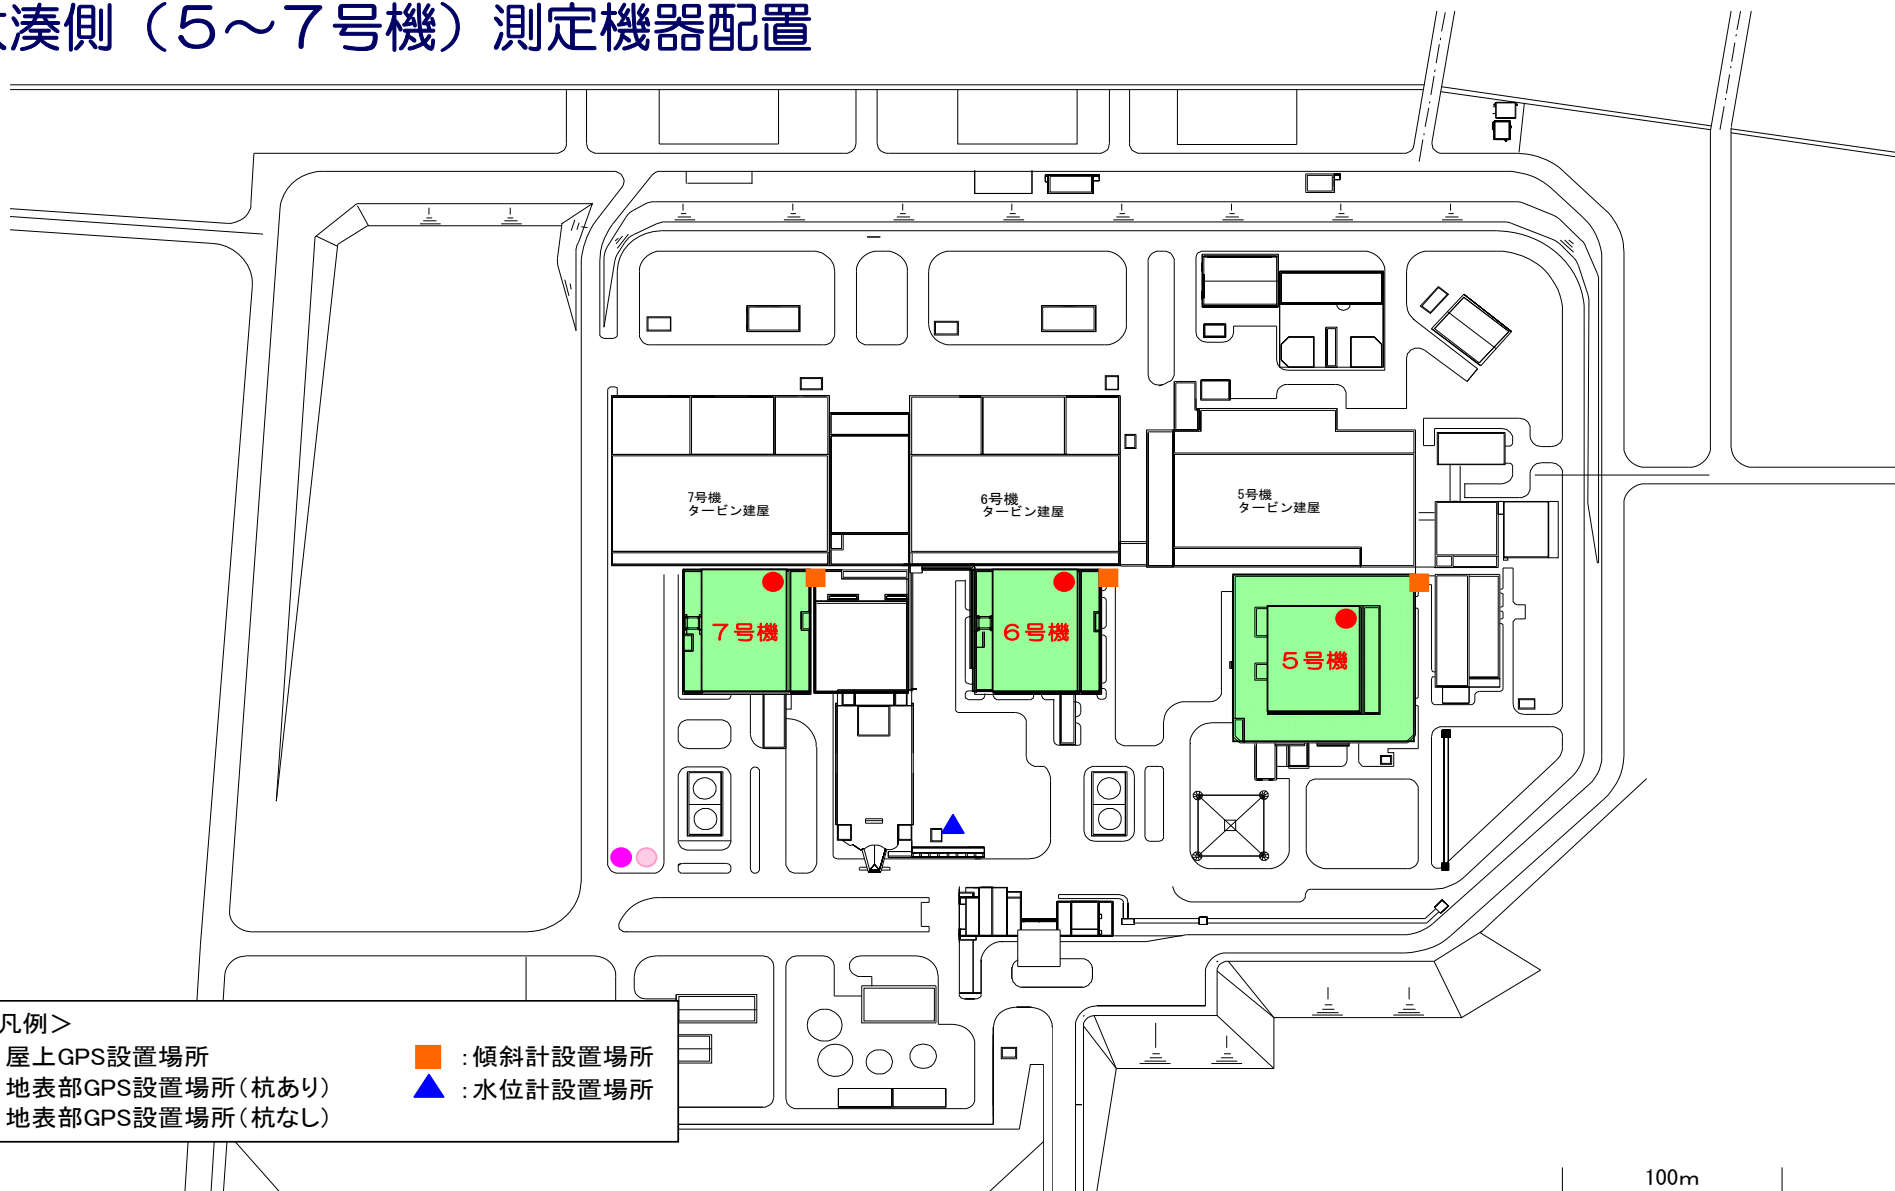 湊側（５～７号機）測定機器配置
7号機
タービン建屋
6号機
タービン建屋
5号機
タービン建屋
７号機
６号機
５号機
凡例＞
屋上GPS設置場所
地表部GPS設置場所（杭あり）
地表部GPS設置場所（杭なし）
：傾斜計設置場所
：水位計設置場所
100m